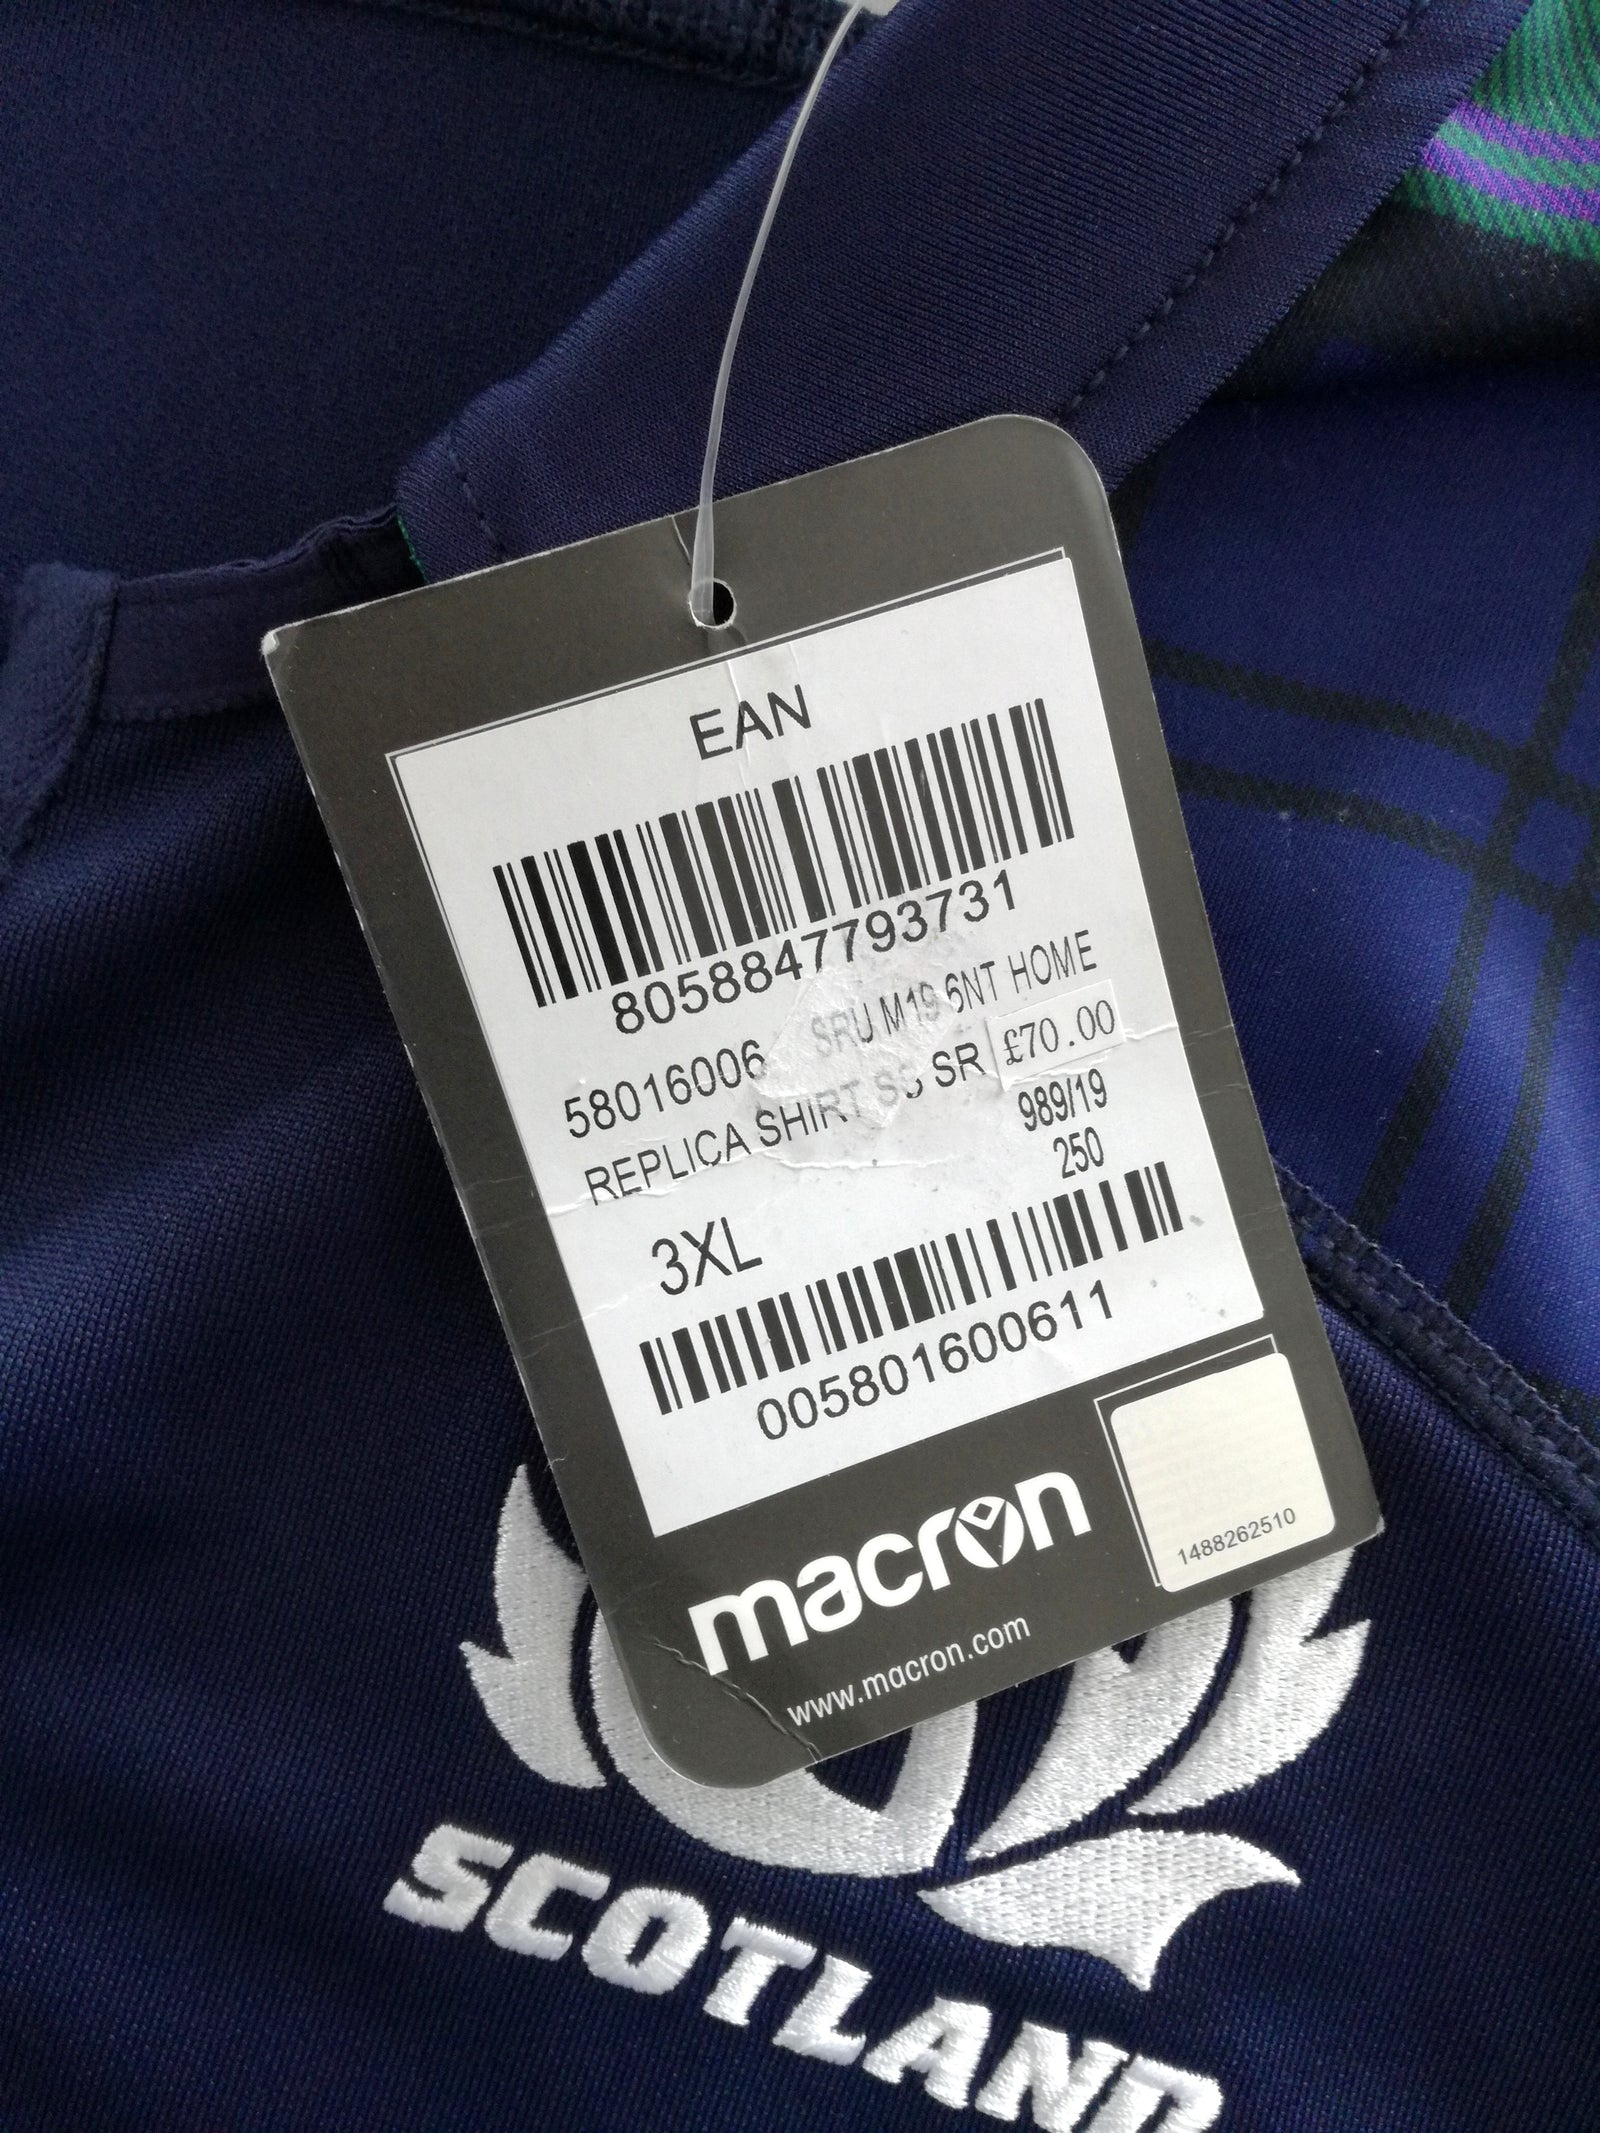 EAN
8058847793731
58016006 SRU M19 6NT HOME
REPLICA SHIRT SS SR £70.00
989/19
3XL 250
005801600611
macron
www.macron.com
1488262510
SCOTLAND